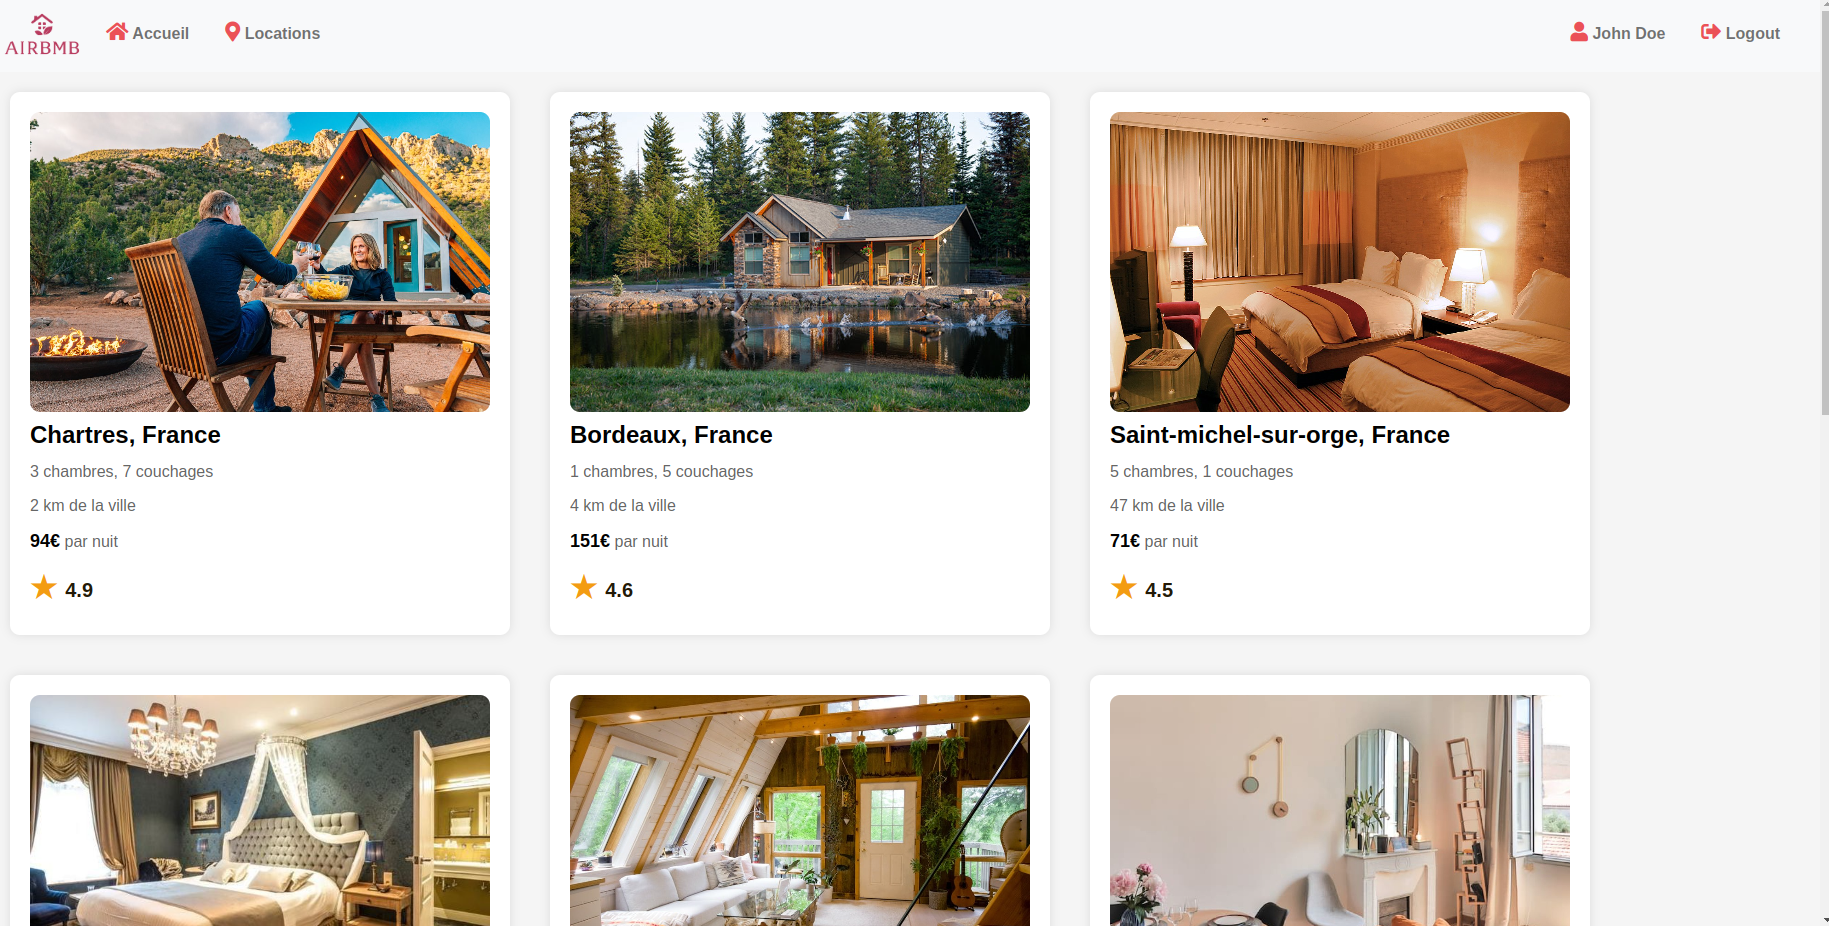 AIRBMB
Accueil
Locations
John Doe
Logout
Chartres, France
3 chambres, 7 couchages
2 km de la ville
94€ par nuit
4.9
Bordeaux, France
1 chambres, 5 couchages
4 km de la ville
151€ par nuit
4.6
Saint-michel-sur-orge, France
5 chambres, 1 couchages
47 km de la ville
71€ par nuit
4.5